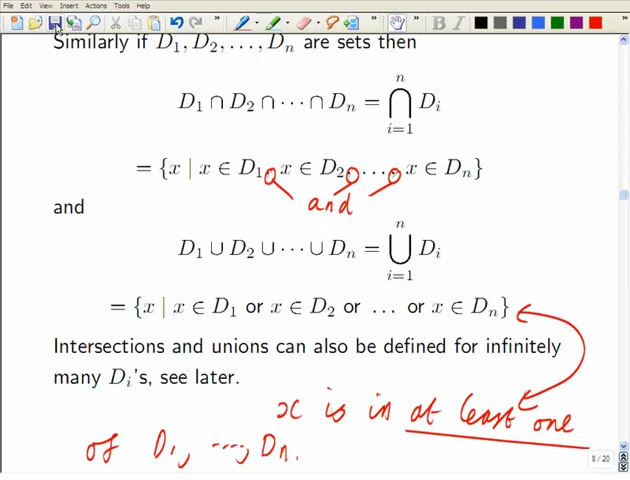 File Edit View Insert Actions Tools Help
Similarly if D₁, D₂, . . . , Dₙ are sets then
D₁ ∩ D₂ ∩ · · · ∩ Dₙ = ⋂ⁿᵢ₌₁ Dᵢ
= {x | x ∈ D₁, x ∈ D₂, . . . , x ∈ Dₙ}
and
and
D₁ ∪ D₂ ∪ · · · ∪ Dₙ = ⋃ⁿᵢ₌₁ Dᵢ
= {x | x ∈ D₁ or x ∈ D₂ or . . . or x ∈ Dₙ}
Intersections and unions can also be defined for infinitely
many Dᵢ's, see later.
x is in at least one
of D₁, ..., Dₙ.
8 / 20